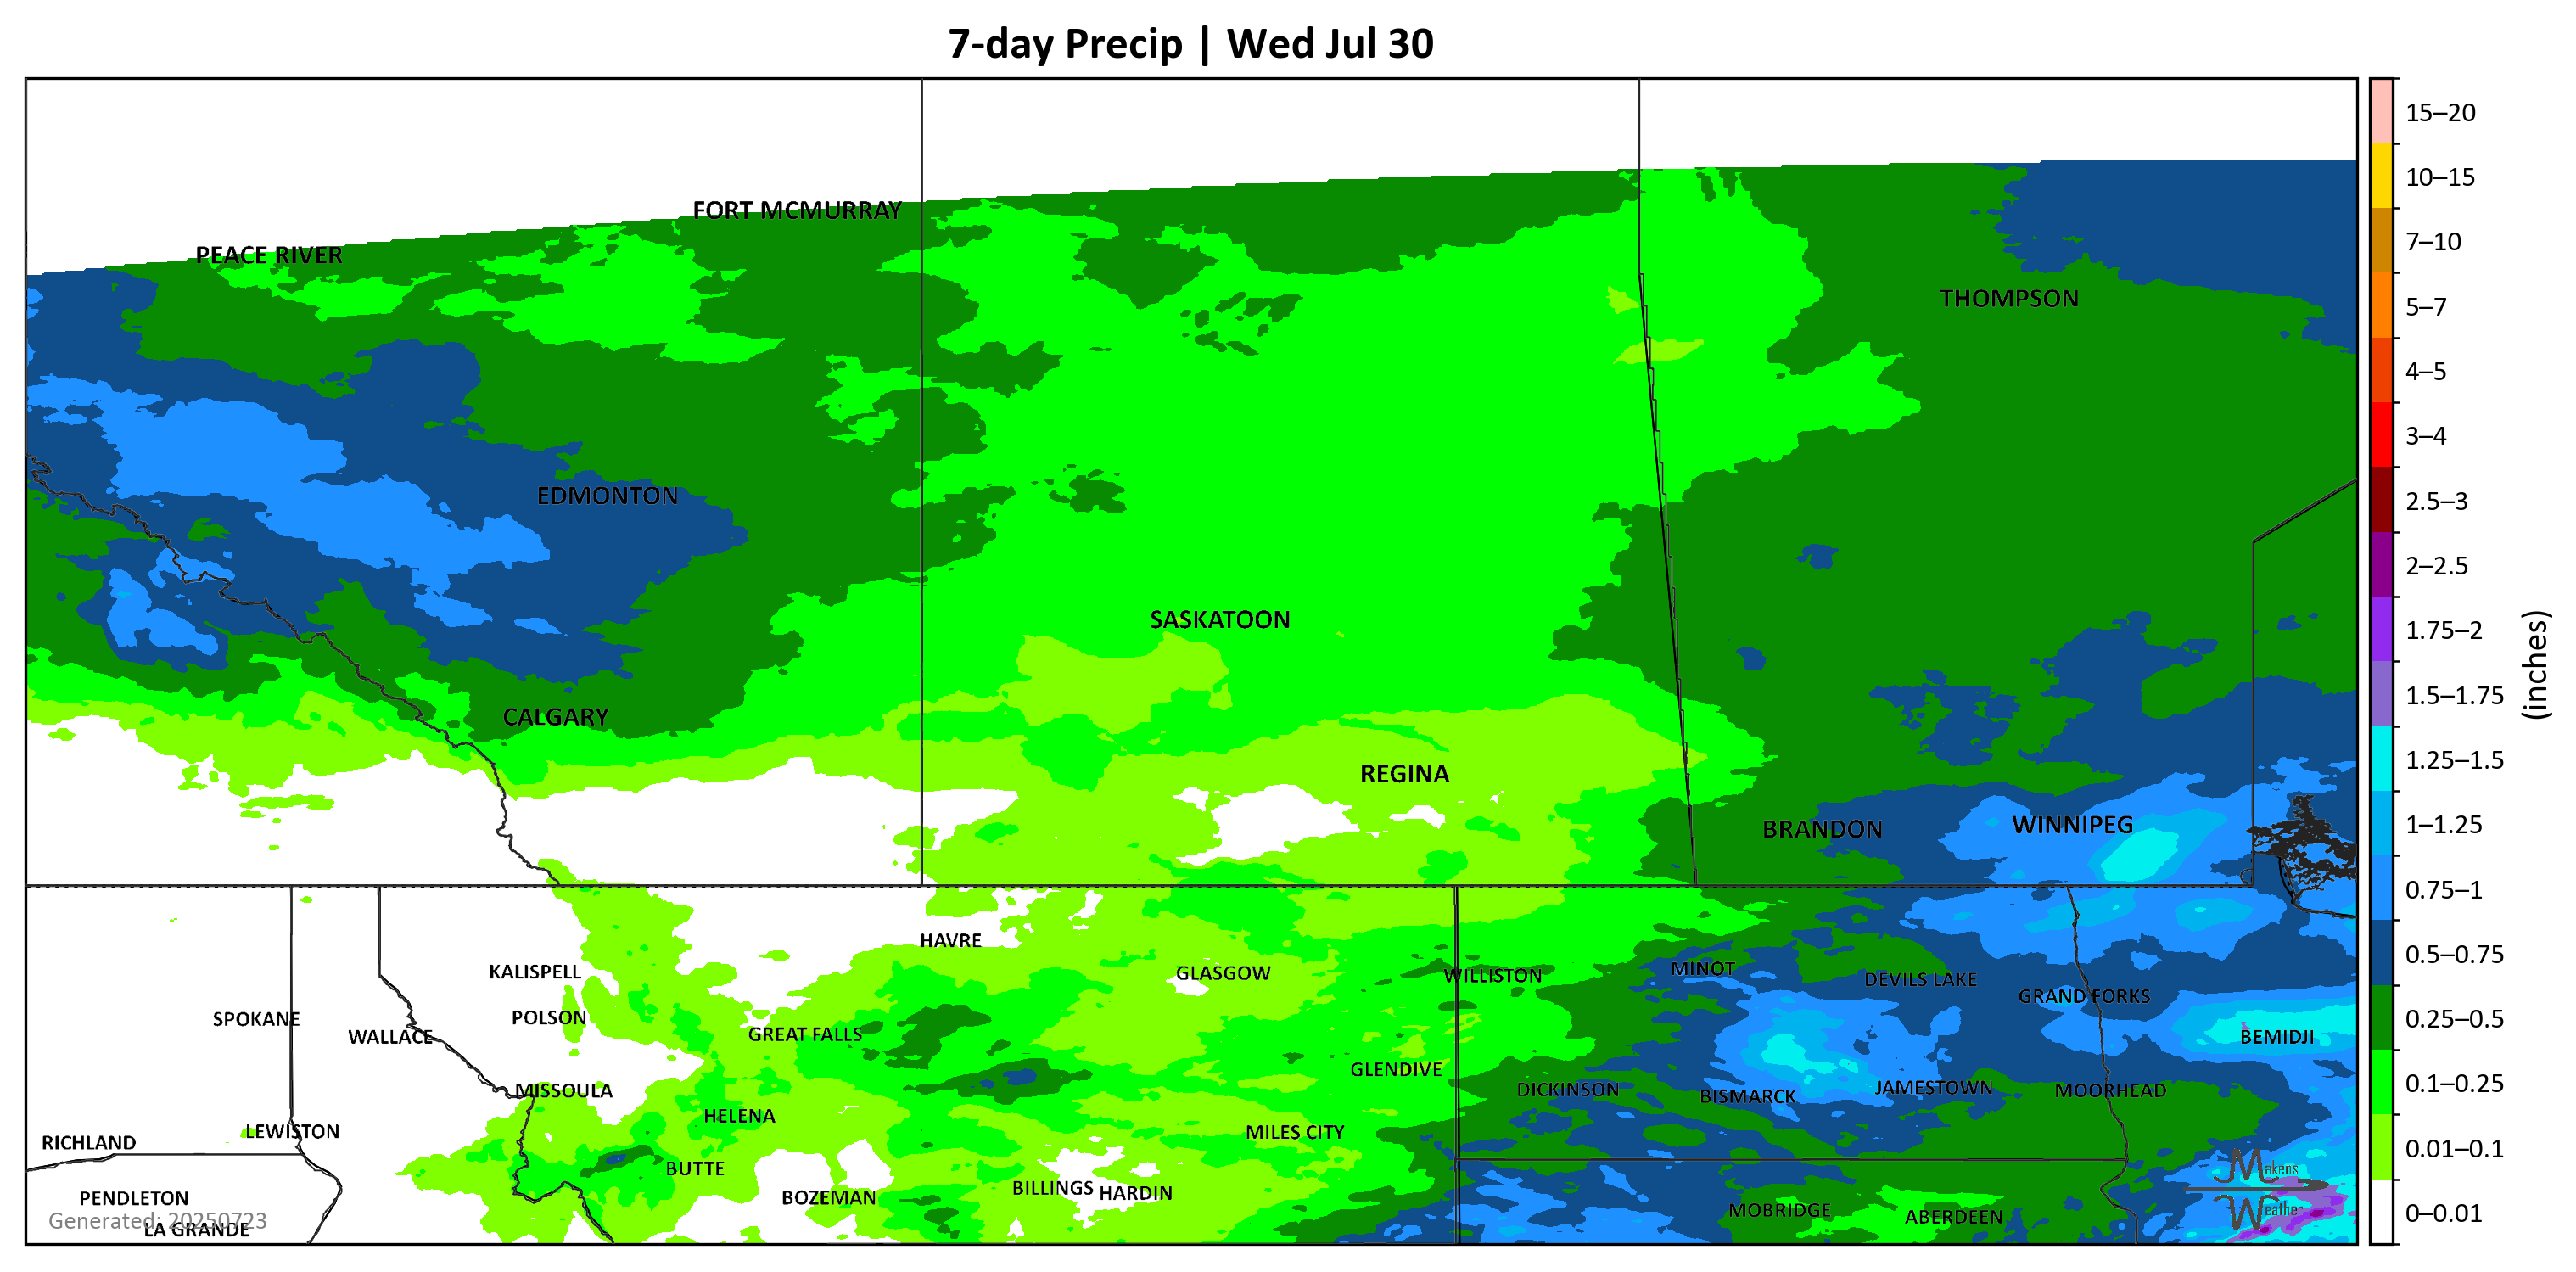 7-day Precip | Wed Jul 30
15–20
10–15
7–10
5–7
4–5
3–4
2.5–3
2–2.5
1.75–2
1.5–1.75
1.25–1.5
1–1.25
0.75–1
0.5–0.75
0.25–0.5
0.1–0.25
0.01–0.1
0–0.01
(inches)
FORT MCMURRAY
PEACE RIVER
THOMPSON
EDMONTON
SASKATOON
CALGARY
REGINA
BRANDON
WINNIPEG
HAVRE
KALISPELL
GLASGOW
WILLISTON
MINOT
DEVILS LAKE
GRAND FORKS
SPOKANE
POLSON
WALLACE
GREAT FALLS
BEMIDJI
GLENDIVE
MISSOULA
DICKINSON
BISMARCK
JAMESTOWN
MOORHEAD
HELENA
RICHLAND
LEWISTON
MILES CITY
BUTTE
PENDLETON
BOZEMAN
BILLINGS
HARDIN
MOBRIDGE
ABERDEEN
Makens
Weather
Generated: 20250723
LA GRANDE